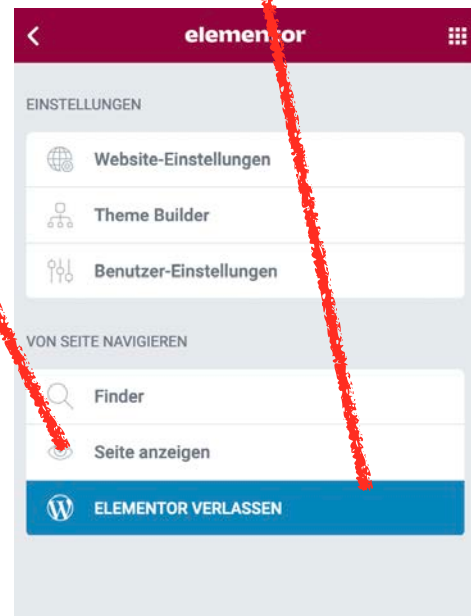 elementor
EINSTELLUNGEN
Website-Einstellungen
Theme Builder
Benutzer-Einstellungen
VON SEITE NAVIGIEREN
Finder
Seite anzeigen
ELEMENTOR VERLASSEN